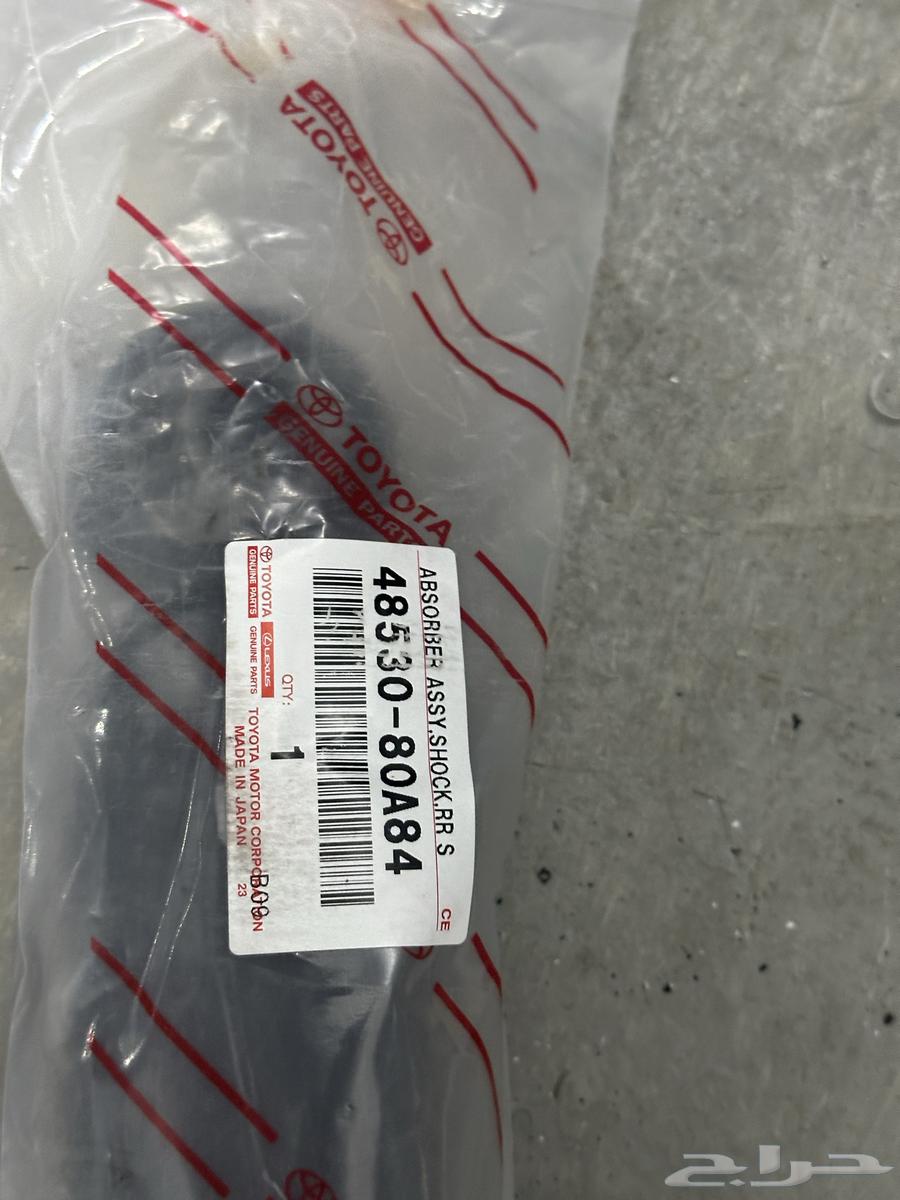 TOYOTA
GENUINE PARTS
TOYOTA
GENUINE PARTS
ABSORBER ASSY,SHOCK,RR S
CE
48530-80A84
QTY:
1
TOYOTA
GENUINE PARTS
LEXUS
GENUINE PARTS
TOYOTA MOTOR CORPORATION
MADE IN JAPAN
23
B09
حراج